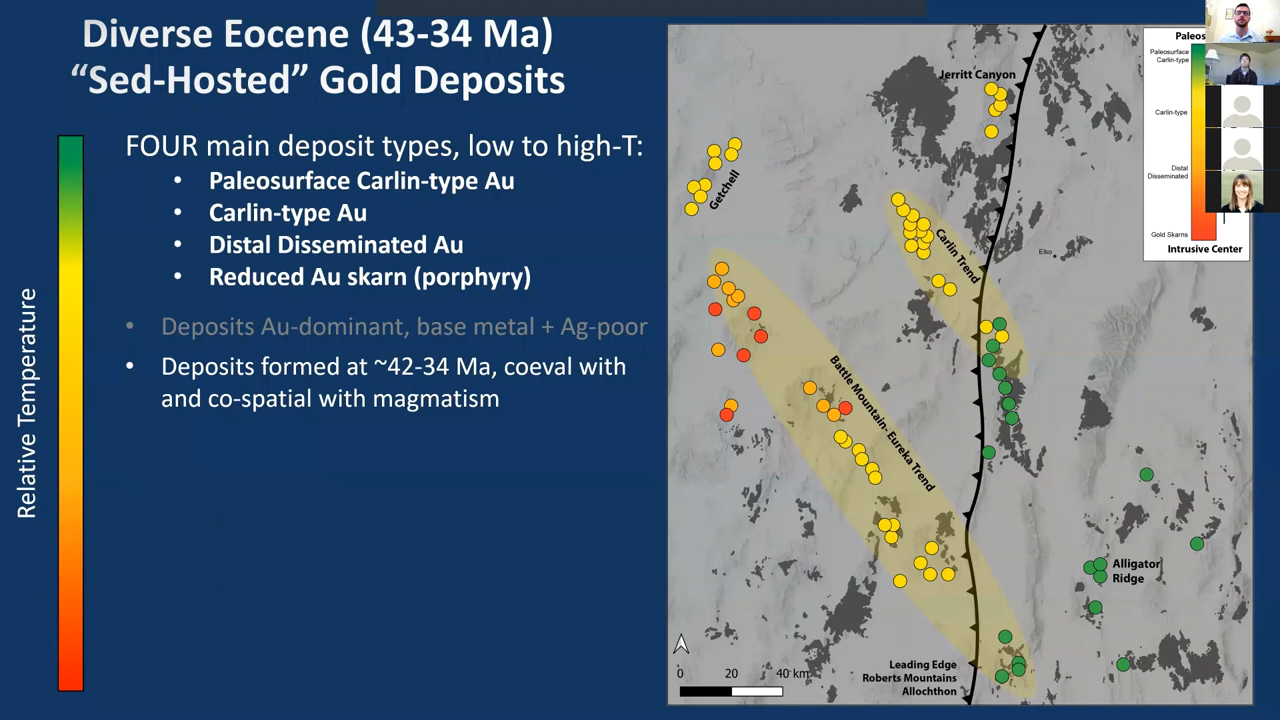 Diverse Eocene (43-34 Ma)
“Sed-Hosted” Gold Deposits
FOUR main deposit types, low to high-T:
• Paleosurface Carlin-type Au
• Carlin-type Au
• Distal Disseminated Au
• Reduced Au skarn (porphyry)
• Deposits Au-dominant, base metal + Ag-poor
• Deposits formed at ~42-34 Ma, coeval with
and co-spatial with magmatism
Relative Temperature
Jerritt Canyon
Getchell
Carlin Trend
Elko
Battle Mountain- Eureka Trend
Alligator
Ridge
Leading Edge
Roberts Mountains
Allochthon
0 20 40 km
Paleos
Paleosurface
Carlin-type
Carlin-type
Distal
Disseminated
Gold Skarns
Intrusive Center